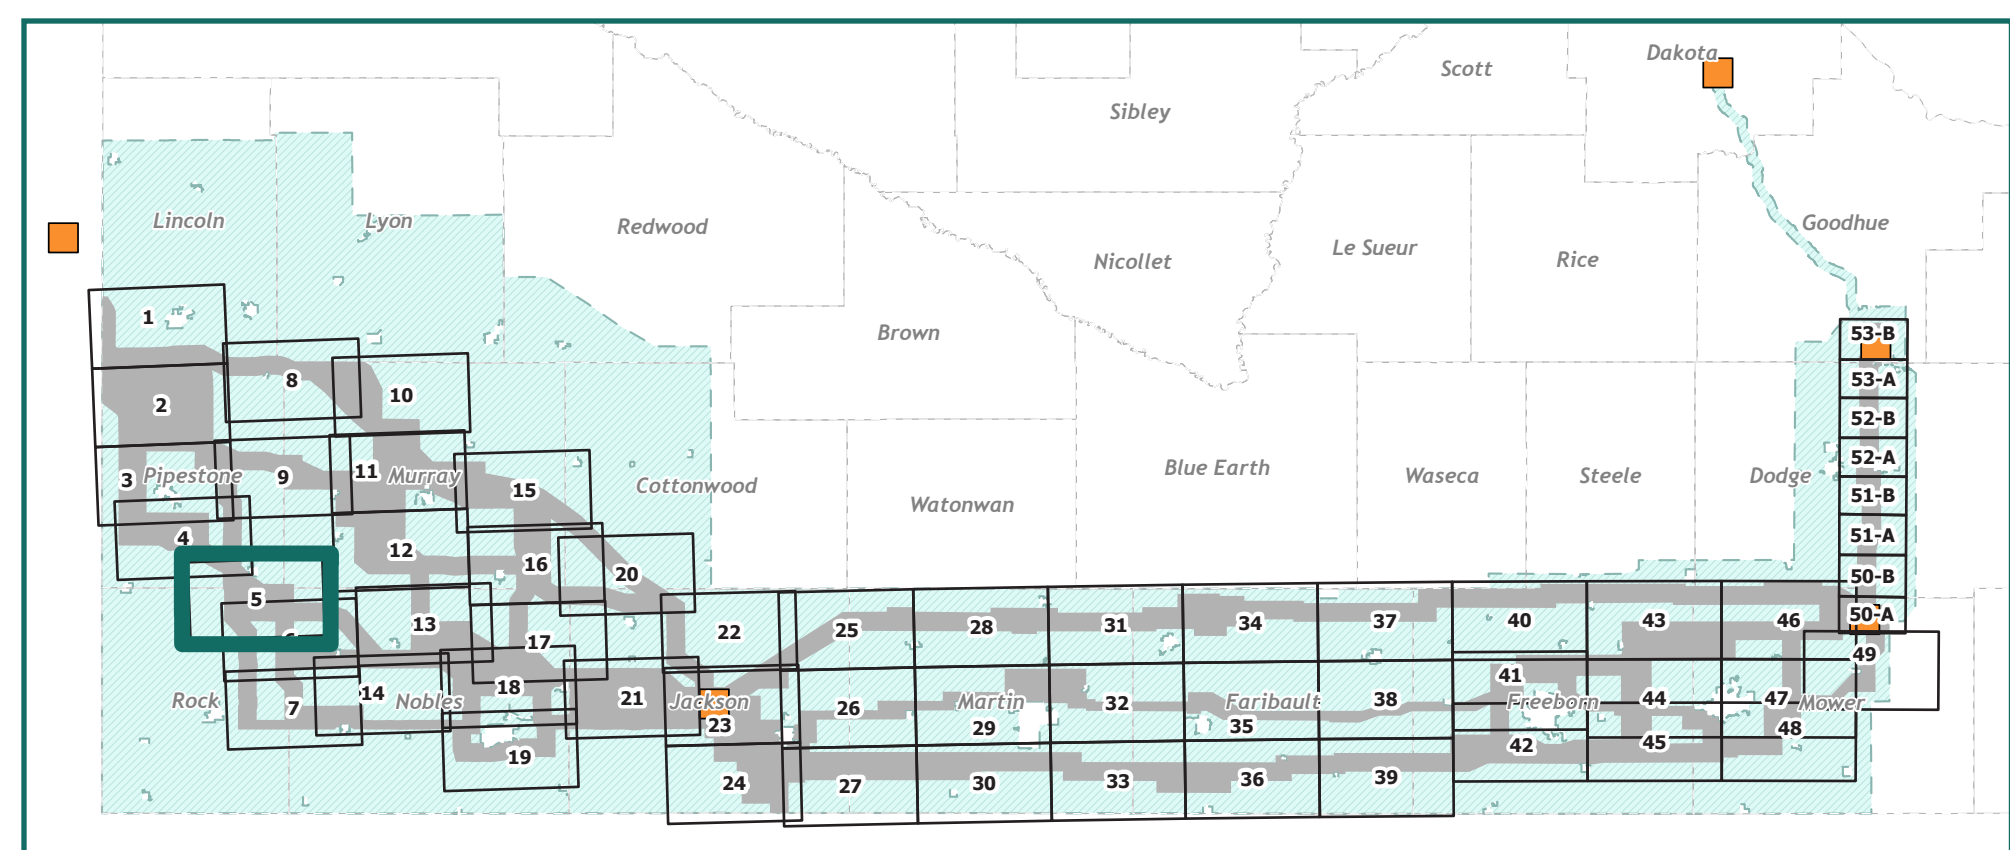 Dakota
Scott
Sibley
Lincoln
Lyon
Redwood
Goodhue
Le Sueur
Rice
Nicollet
1
Brown
53-B
8
53-A
10
2
52-B
52-A
Blue Earth
11
Pipestone
9
Murray
3
Waseca
Steele
Dodge
Cottonwood
15
51-B
Watonwan
51-A
4
12
16
20
50-B
5
50-A
13
22
25
28
31
34
37
40
43
46
6
17
49
41
18
14
21
Rock
7
Nobles
Jackson
26
Martin
32
Faribault
38
Freeborn
44
47
Mower
23
29
35
48
42
45
19
24
27
30
33
36
39